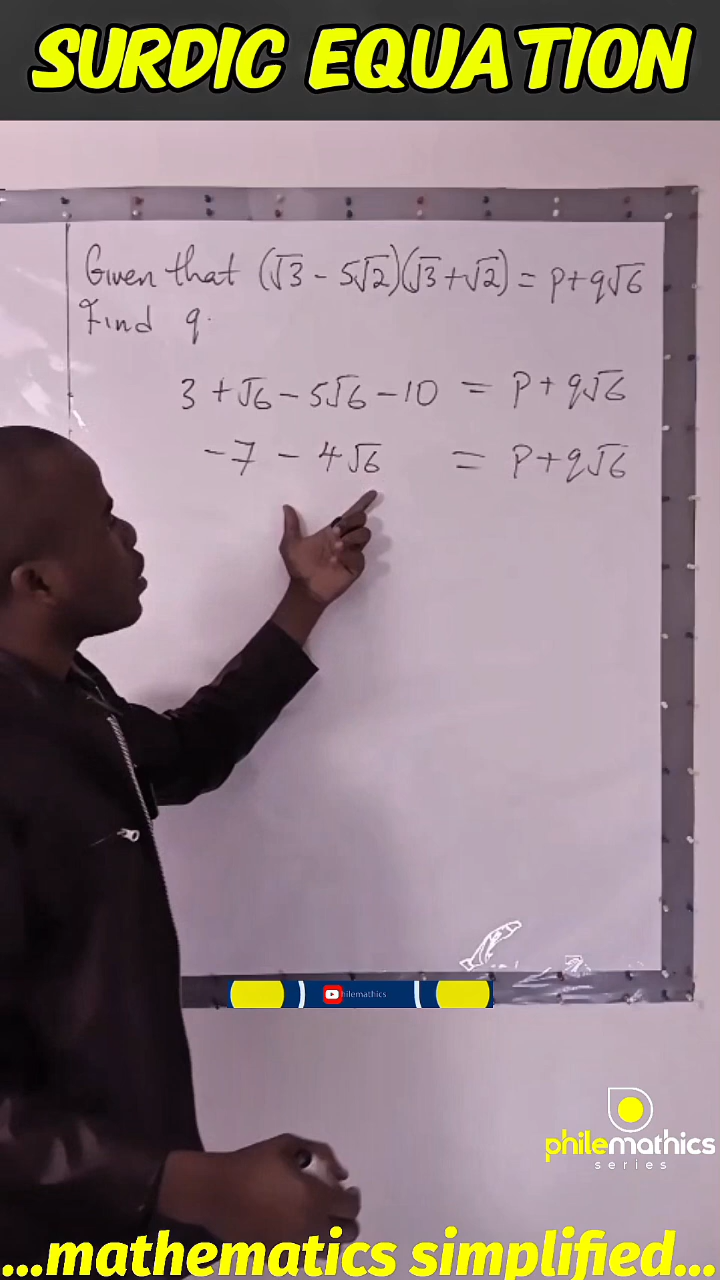 SURDIC EQUATION
Given that (√3 - 5√2)(√3+√2) = p+q√6
Find q.
3 + √6 - 5√6 - 10 = p + q√6
-7 - 4√6 = p+q√6
hilemathics
philemathics
series
...mathematics simplified...